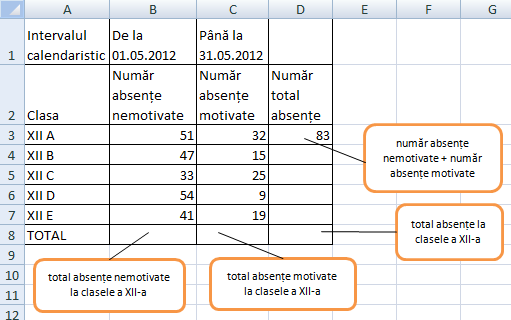 A B C D E F G
1 Intervalul calendaristic De la 01.05.2012 Până la 31.05.2012
2 Clasa Număr absențe nemotivate Număr absențe motivate Număr total absențe
3 XII A 51 32 83
4 XII B 47 15
5 XII C 33 25
6 XII D 54 9
7 XII E 41 19
8 TOTAL
9
10
11
12
număr absențe
nemotivate + număr
absențe motivate
total absențe la
clasele a XII-a
total absențe nemotivate
la clasele a XII-a
total absențe motivate
la clasele a XII-a